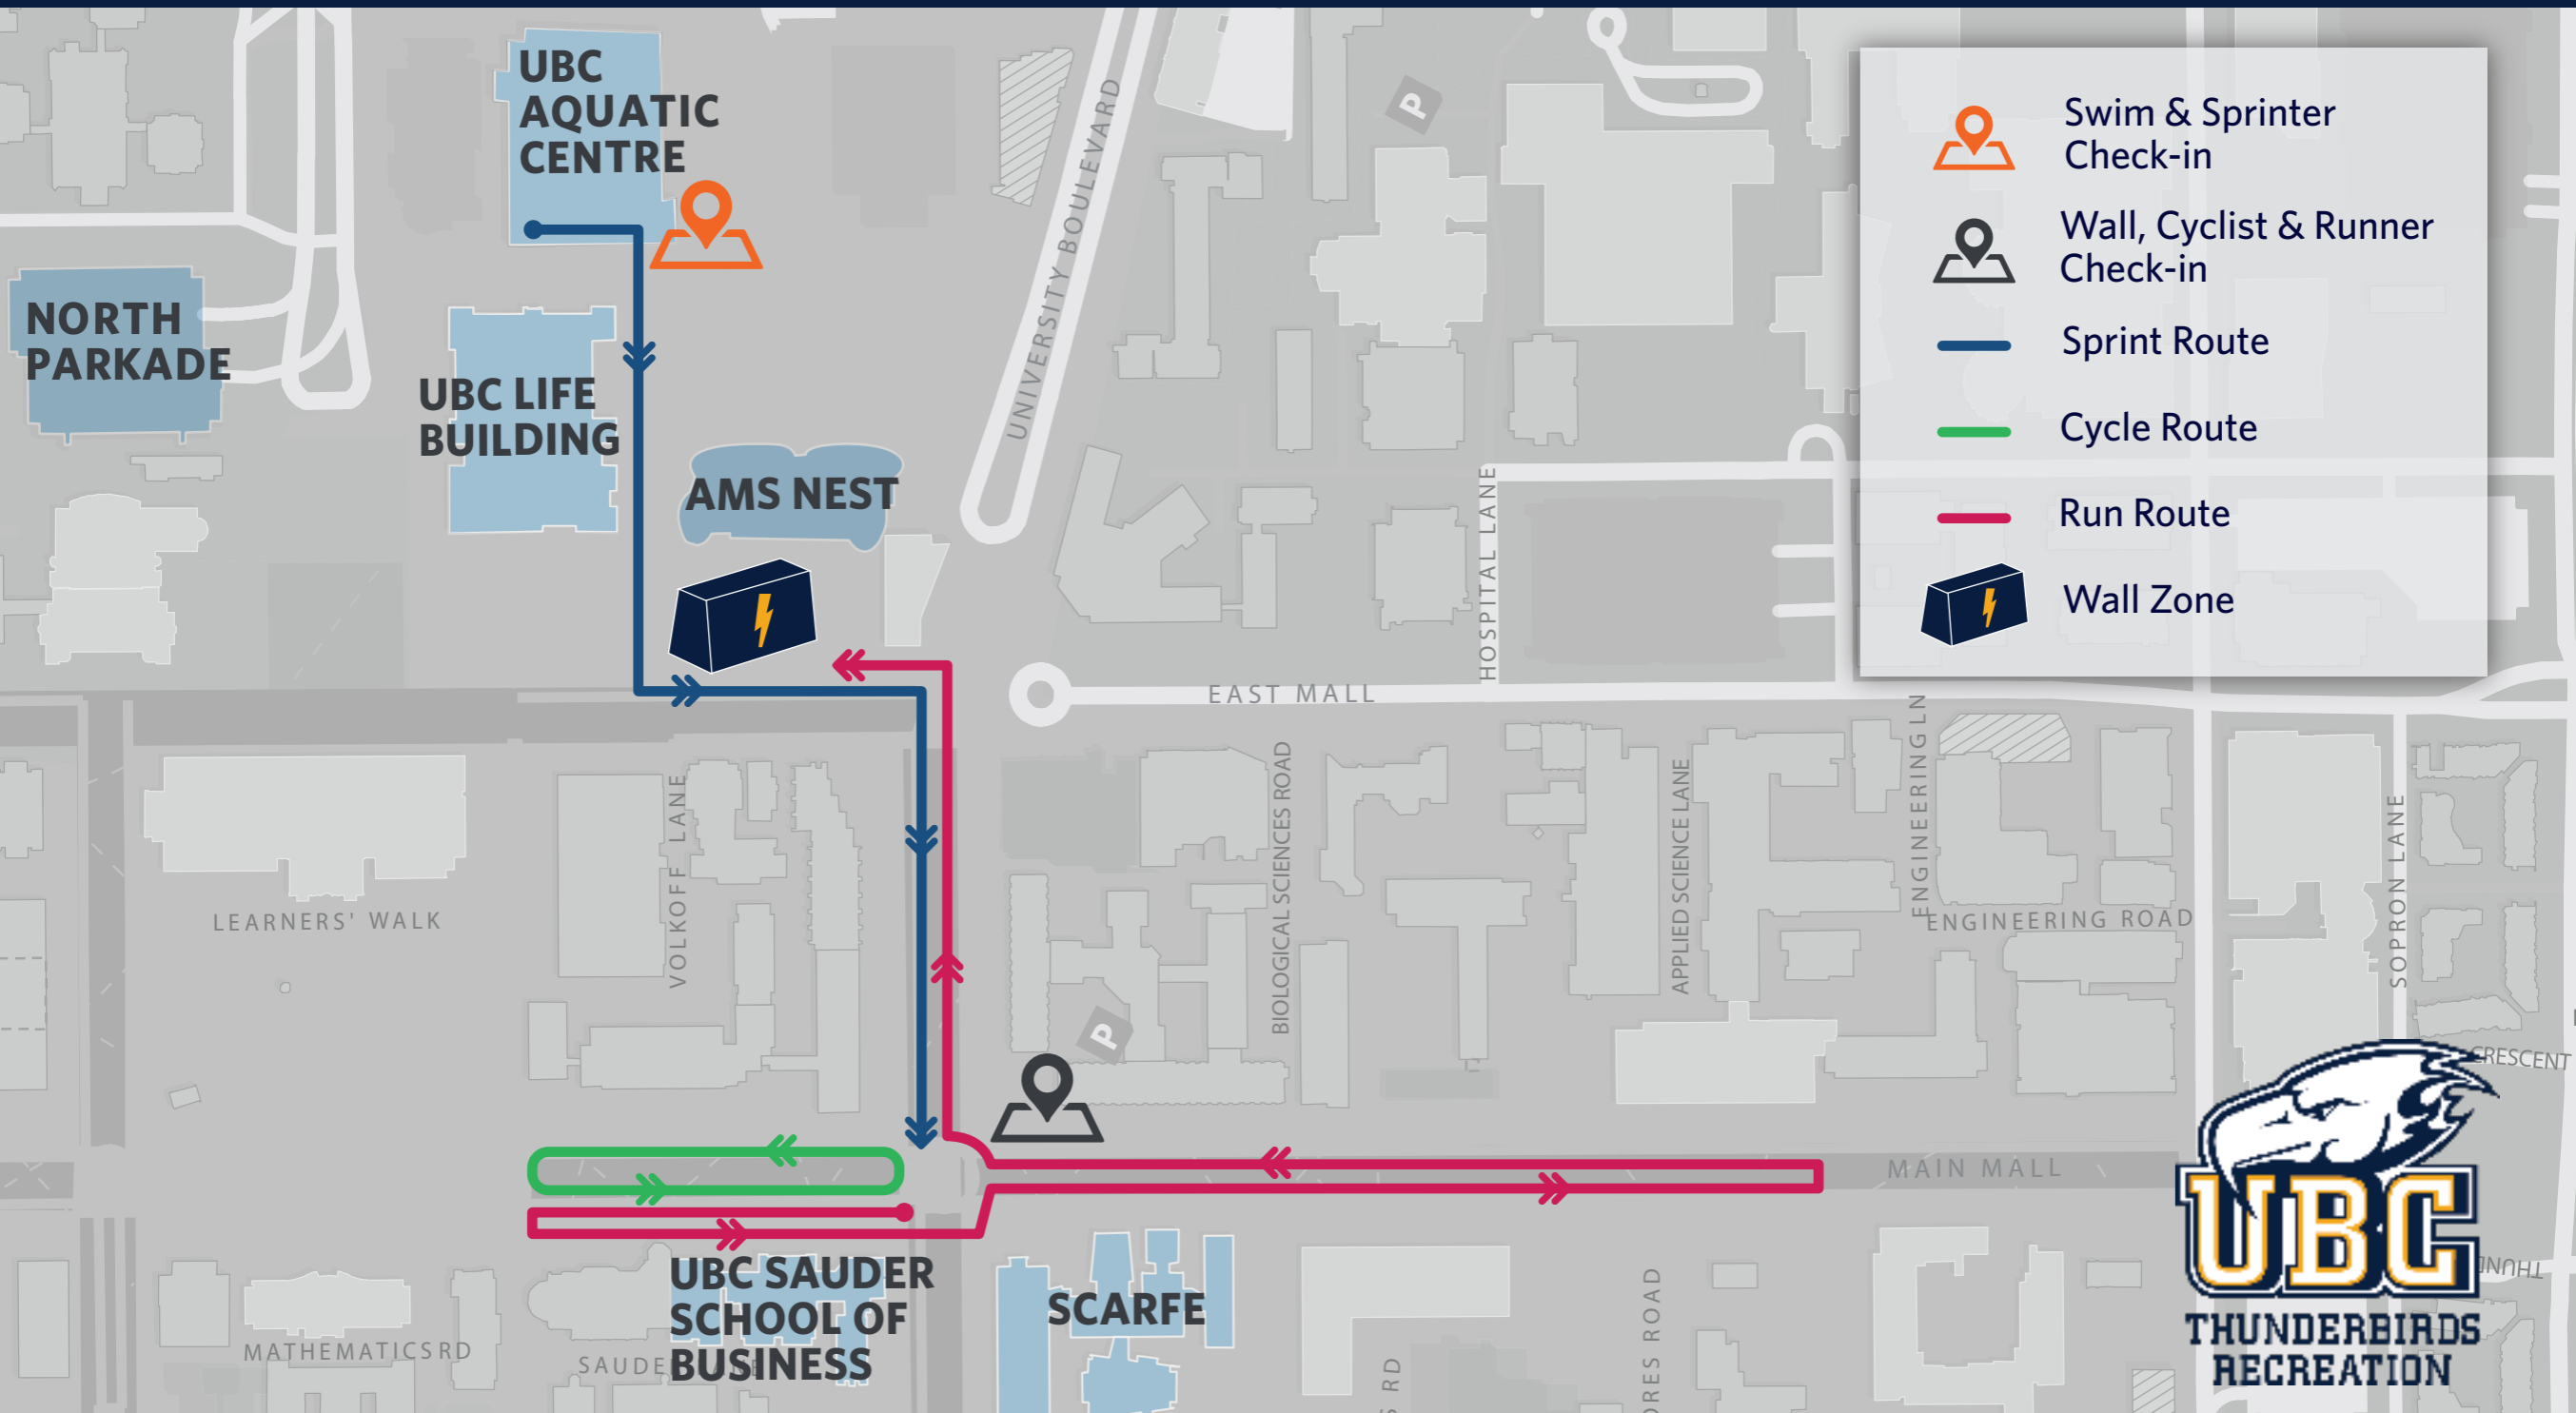 UBC
AQUATIC
CENTRE
NORTH
PARKADE
UBC LIFE
BUILDING
AMS NEST
UNIVERSITY BOULEVARD
P
Swim & Sprinter
Check-in
Wall, Cyclist & Runner
Check-in
Sprint Route
Cycle Route
Run Route
Wall Zone
HOSPITAL LANE
EAST MALL
LEARNERS' WALK
VOLKOFF LANE
BIOLOGICAL SCIENCES ROAD
APPLIED SCIENCE LANE
ENGINEERING LN
ENGINEERING ROAD
SOPRON LANE
P
CRESCENT
MAIN MALL
UBC SAUDER
SCHOOL OF
BUSINESS
SCARFE
MATHEMATICS RD
UBC
THUNDERBIRDS
RECREATION